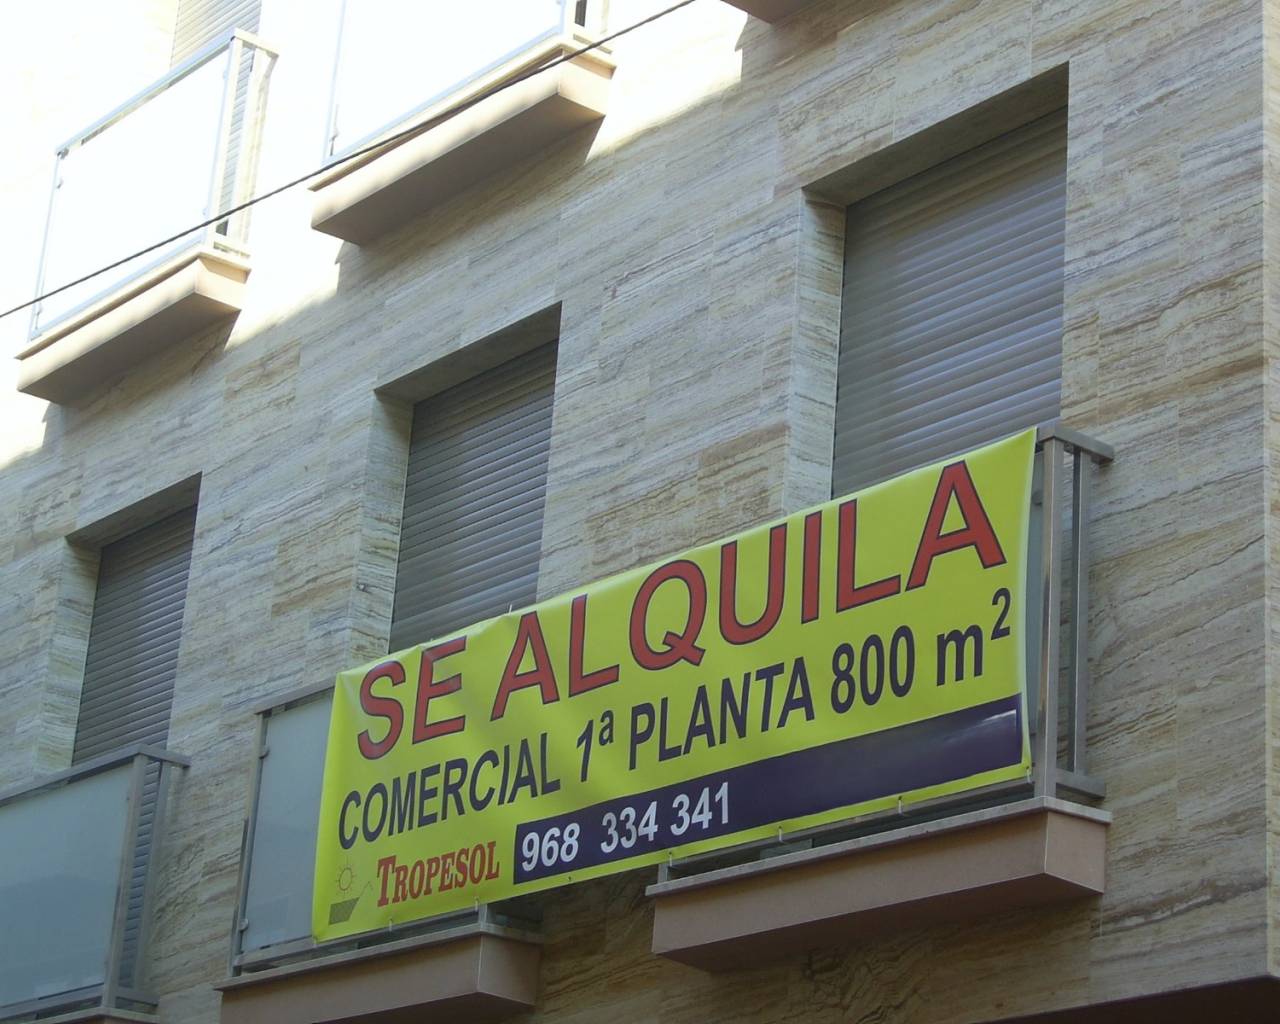 SE ALQUILA
COMERCIAL 1ª PLANTA 800 m²
TROPESOL 968 334 341